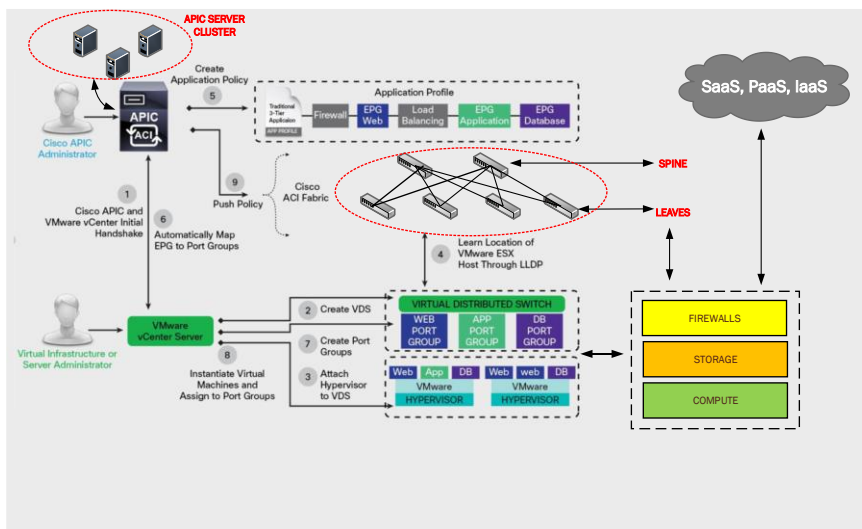 APIC SERVER
CLUSTER
Create
Application Policy
5
Application Profile
Traditional
3-Tier
Application
APP PROFILE
Firewall
EPG
Web
Load
Balancing
EPG
Application
EPG
Database
SaaS, PaaS, IaaS
APIC
ACI
Cisco APIC
Administrator
9
Push Policy
Cisco
ACI Fabric
SPINE
LEAVES
1
Cisco APIC and
VMware vCenter Initial
Handshake
6
Automatically Map
EPG to Port Groups
4
Learn Location of
VMware ESX
Host Through LLDP
VMware
vCenter Server
Virtual Infrastructure or
Server Administrator
2
Create VDS
7
Create Port
Groups
8
Instantiate Virtual
Machines and
Assign to Port Groups
3
Attach
Hypervisor
to VDS
VIRTUAL DISTRIBUTED SWITCH
WEB
PORT
GROUP
APP
PORT
GROUP
DB
PORT
GROUP
Web
App
DB
VMware
HYPERVISOR
Web
web
DB
VMware
HYPERVISOR
FIREWALLS
STORAGE
COMPUTE